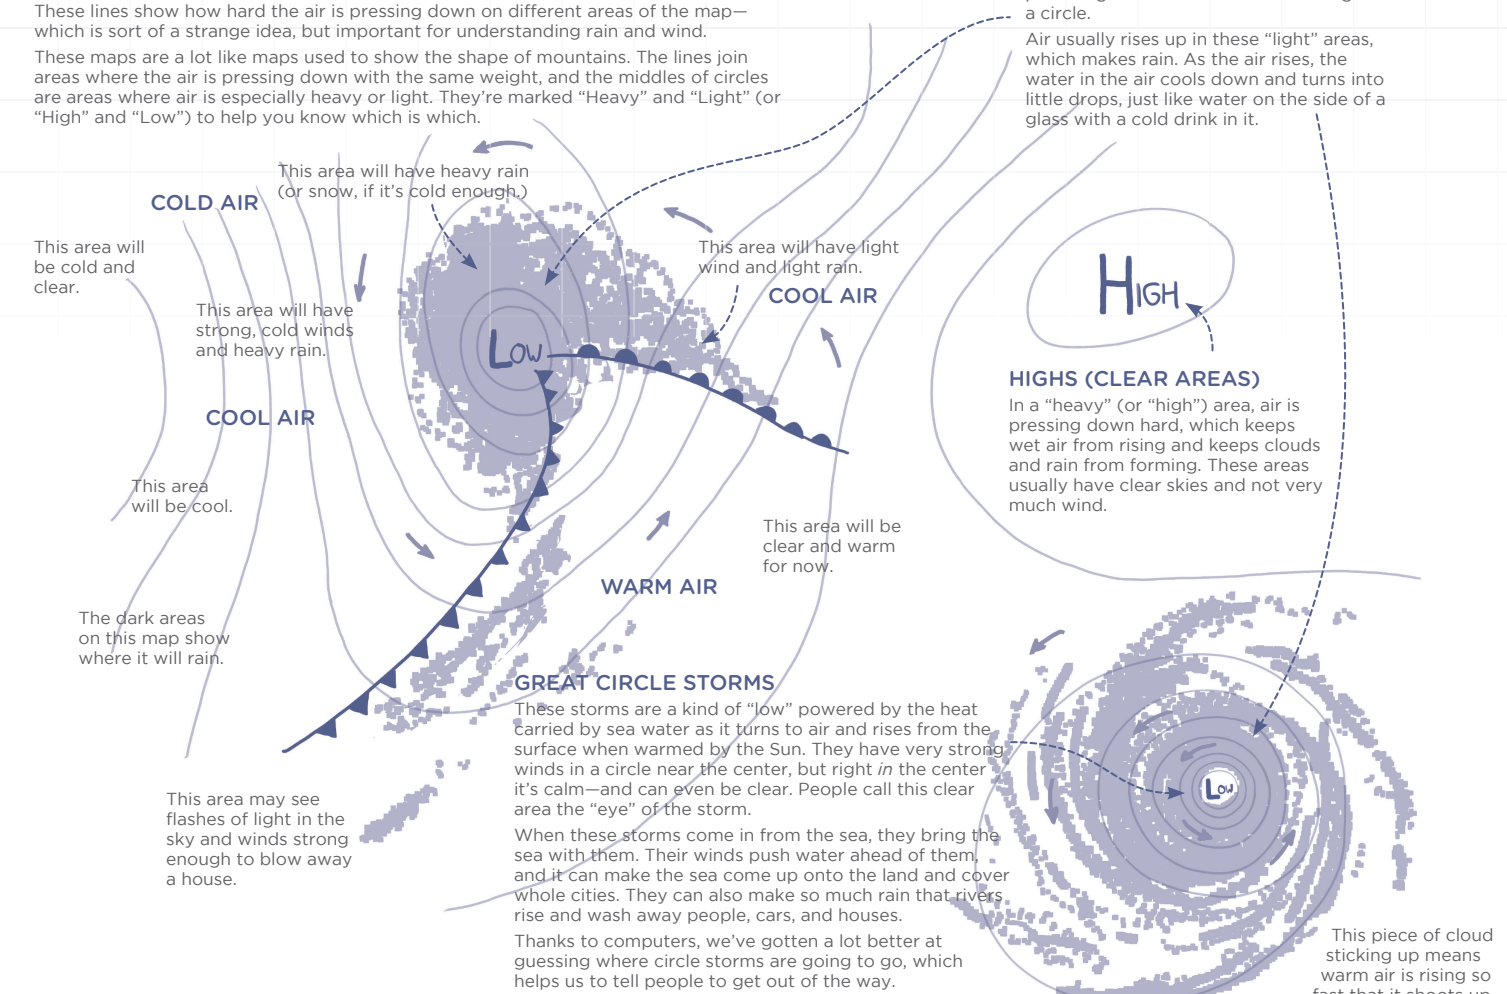 These lines show how hard the air is pressing down on different areas of the map—
which is sort of a strange idea, but important for understanding rain and wind.
These maps are a lot like maps used to show the shape of mountains. The lines join
areas where the air is pressing down with the same weight, and the middles of circles
are areas where air is especially heavy or light. They’re marked “Heavy” and “Light” (or
“High” and “Low”) to help you know which is which.
a circle.
Air usually rises up in these “light” areas,
which makes rain. As the air rises, the
water in the air cools down and turns into
little drops, just like water on the side of a
glass with a cold drink in it.
This area will have heavy rain
(or snow, if it’s cold enough.)
COLD AIR
This area will
be cold and
clear.
This area will have
strong, cold winds
and heavy rain.
This area will have light
wind and light rain.
COOL AIR
LOW
HIGH
HIGHS (CLEAR AREAS)
In a “heavy” (or “high”) area, air is
pressing down hard, which keeps
wet air from rising and keeps clouds
and rain from forming. These areas
usually have clear skies and not very
much wind.
COOL AIR
This area
will be cool.
This area will be
clear and warm
for now.
WARM AIR
The dark areas
on this map show
where it will rain.
GREAT CIRCLE STORMS
These storms are a kind of “low” powered by the heat
carried by sea water as it turns to air and rises from the
surface when warmed by the Sun. They have very strong
winds in a circle near the center, but right in the center
it’s calm—and can even be clear. People call this clear
area the “eye” of the storm.
When these storms come in from the sea, they bring the
sea with them. Their winds push water ahead of them,
and it can make the sea come up onto the land and cover
whole cities. They can also make so much rain that rivers
rise and wash away people, cars, and houses.
Thanks to computers, we’ve gotten a lot better at
guessing where circle storms are going to go, which
helps us to tell people to get out of the way.
LOW
This area may see
flashes of light in the
sky and winds strong
enough to blow away
a house.
This piece of cloud
sticking up means
warm air is rising so
fast that it shoots up